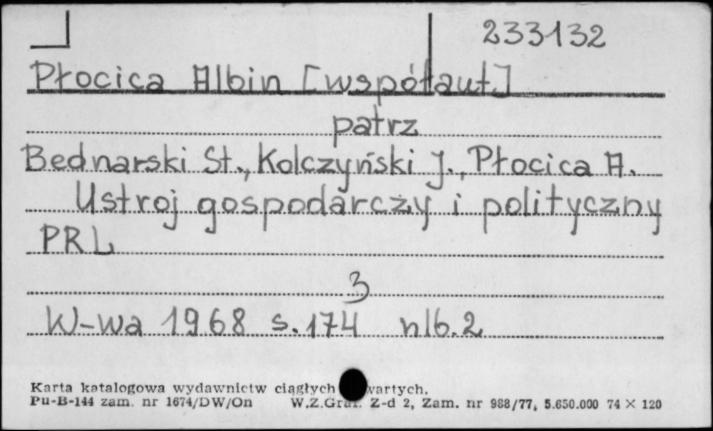 233132
Płocica Albin [współaut.]
patrz
Bednarski St., Kolczyński J., Płocica A.
Ustroj gospodarczy i polityczny
PRL
3
W-wa 1968 s. 174 nlb. 2
Karta katalogowa wydawnictw ciągłych wartych.
Pu-B-144 zam. nr 1674/DW/On W.Z.Graf. Z-d 2, Zam. nr 988/77, 5.650.000 74 × 120